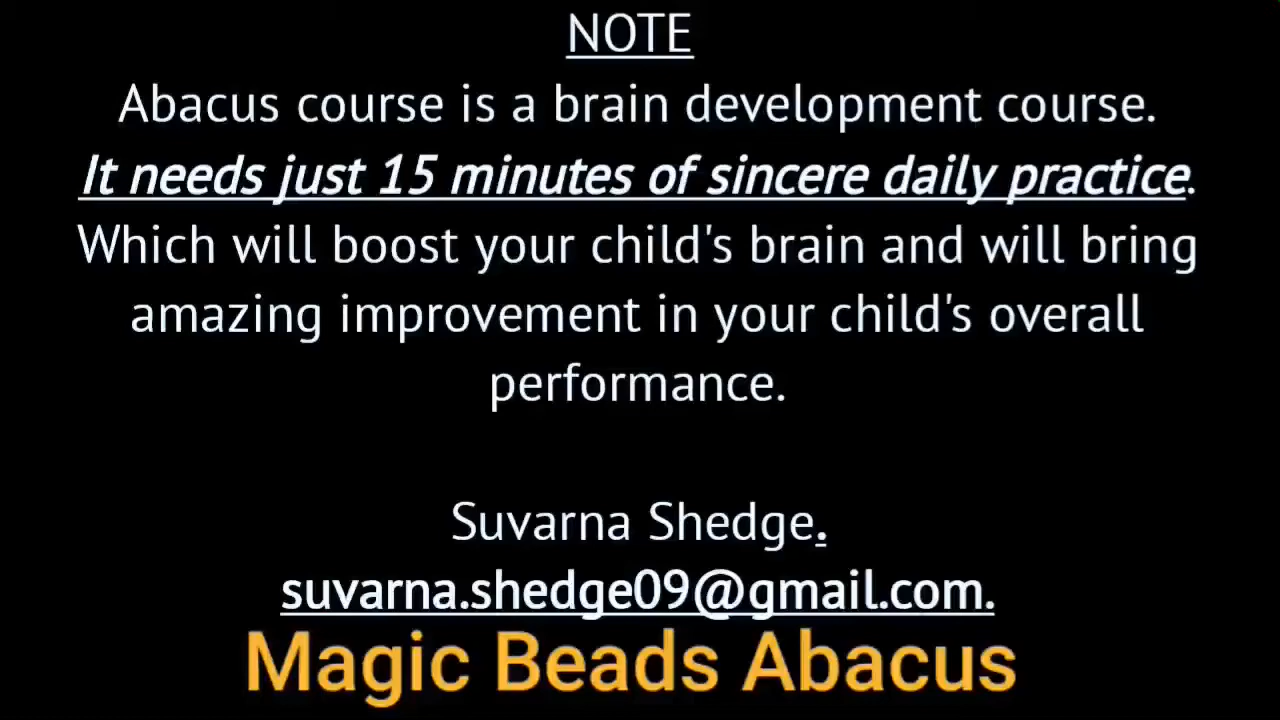 NOTE
Abacus course is a brain development course.
It needs just 15 minutes of sincere daily practice.
Which will boost your child's brain and will bring
amazing improvement in your child's overall
performance.
Suvarna Shedge.
suvarna.shedge09@gmail.com.
Magic Beads Abacus